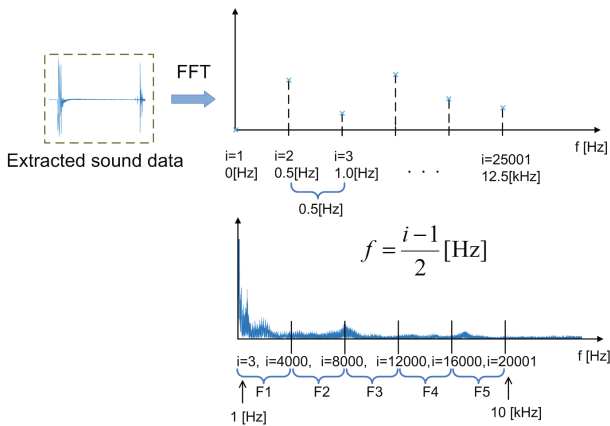 FFT
Extracted sound data
f [Hz]
i=1 i=2 i=3 i=25001
0[Hz] 0.5[Hz] 1.0[Hz] . . . 12.5[kHz]
0.5[Hz]
f = \frac{i-1}{2} [Hz]
i=3, i=4000, i=8000, i=12000, i=16000, i=20001
f [Hz]
F1 F2 F3 F4 F5
1 [Hz] 10 [kHz]